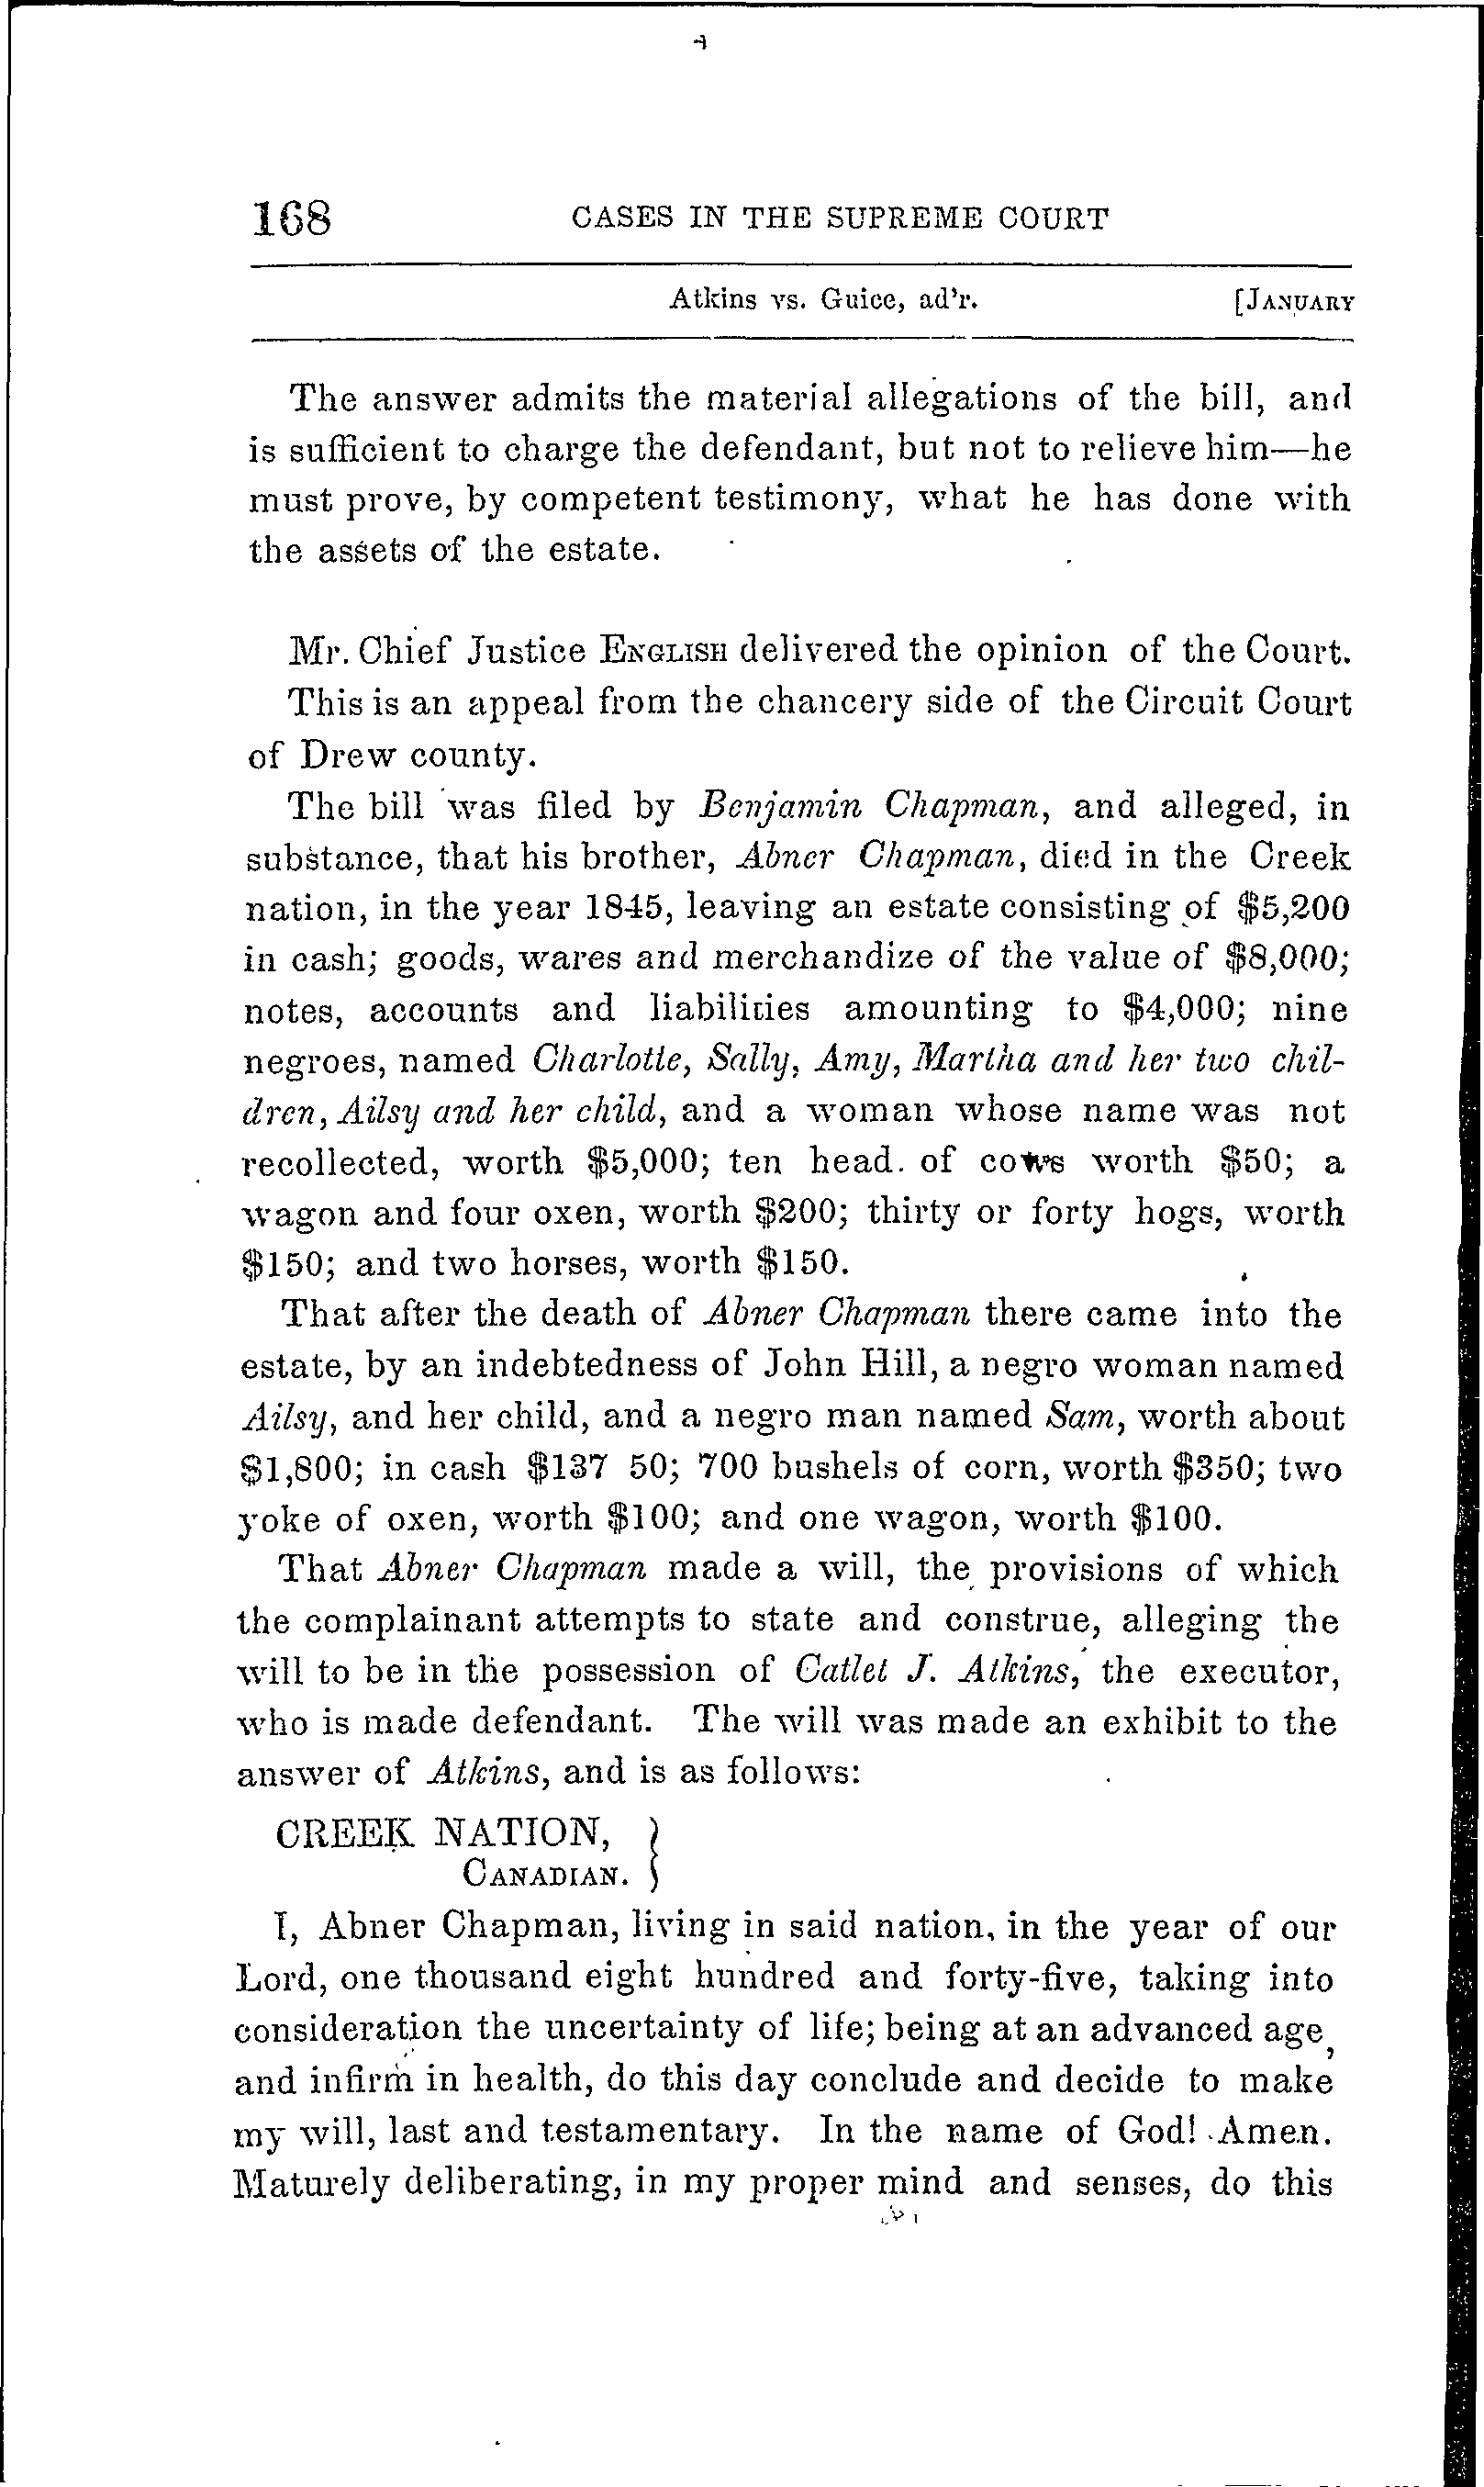 168 CASES IN THE SUPREME COURT
Atkins vs. Guice, ad'r. [JANUARY
The answer admits the material allegations of the bill, and
is sufficient to charge the defendant, but not to relieve him—he
must prove, by competent testimony, what he has done with
the assets of the estate.
Mr. Chief Justice ENGLISH delivered the opinion of the Court.
This is an appeal from the chancery side of the Circuit Court
of Drew county.
The bill was filed by Benjamin Chapman, and alleged, in
substance, that his brother, Abner Chapman, died in the Creek
nation, in the year 1845, leaving an estate consisting of $5,200
in cash; goods, wares and merchandize of the value of $8,000;
notes, accounts and liabilities amounting to $4,000; nine
negroes, named Charlotte, Sally, Amy, Martha and her two chil-
dren, Ailsy and her child, and a woman whose name was not
recollected, worth $5,000; ten head. of cows worth $50; a
wagon and four oxen, worth $200; thirty or forty hogs, worth
$150; and two horses, worth $150.
That after the death of Abner Chapman there came into the
estate, by an indebtedness of John Hill, a negro woman named
Ailsy, and her child, and a negro man named Sam, worth about
$1,800; in cash $137 50; 700 bushels of corn, worth $350; two
yoke of oxen, worth $100; and one wagon, worth $100.
That Abner Chapman made a will, the provisions of which
the complainant attempts to state and construe, alleging the
will to be in the possession of Catlet J. Atkins, the executor,
who is made defendant. The will was made an exhibit to the
answer of Atkins, and is as follows:
CREEK NATION, }
CANADIAN. }
I, Abner Chapman, living in said nation, in the year of our
Lord, one thousand eight hundred and forty-five, taking into
consideration the uncertainty of life; being at an advanced age,
and infirm in health, do this day conclude and decide to make
my will, last and testamentary. In the name of God! Amen.
Maturely deliberating, in my proper mind and senses, do this